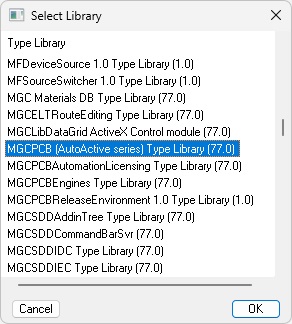 Select Library
Type Library
MFDeviceSource 1.0 Type Library (1.0)
MFSourceSwitcher 1.0 Type Library (1.0)
MGC Materials DB Type Library (77.0)
MGCELTRouteEditing Type Library (77.0)
MGCLibDataGrid ActiveX Control module (77.0)
MGCPCB (AutoActive series) Type Library (77.0)
MGCPCBAutomationLicensing Type Library (77.0)
MGCPCBEngines Type Library (77.0)
MGCPCBReleaseEnvironment 1.0 Type Library (1.0)
MGCSDDAddinTree Type Library (77.0)
MGCSDDCommandBarSvr (77.0)
MGCSDDIDC Type Library (77.0)
MGCSDDIEC Type Library (77.0)
Cancel
OK